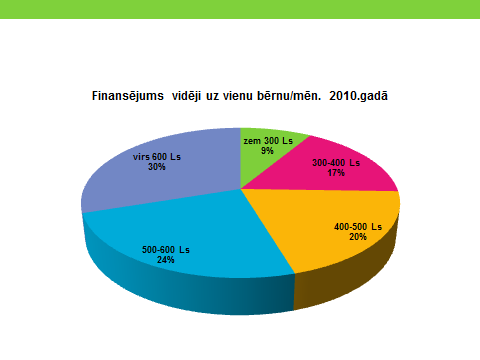 Finansējums vidēji uz vienu bērnu/mēn. 2010.gadā
zem 300 Ls
9%
300-400 Ls
17%
400-500 Ls
20%
500-600 Ls
24%
virs 600 Ls
30%